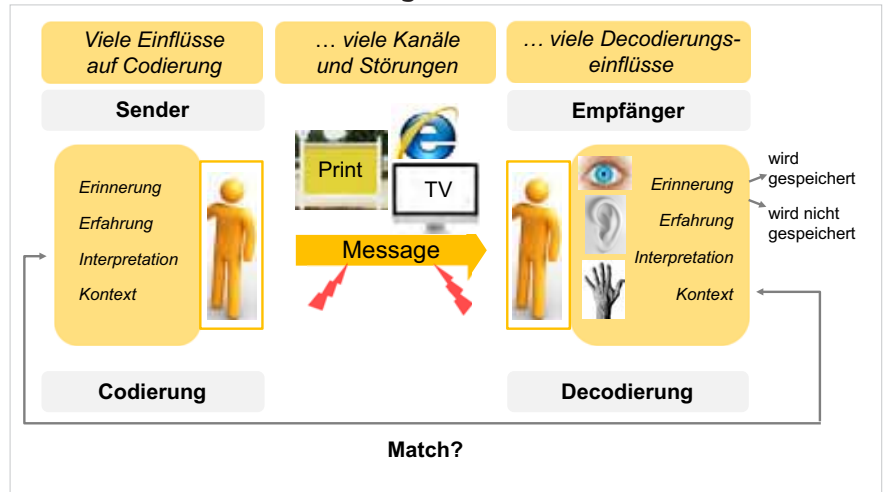 Viele Einflüsse
auf Codierung
… viele Kanäle
und Störungen
… viele Decodierungs-
einflüsse
Sender
Empfänger
Erinnerung
Erfahrung
Interpretation
Kontext
Print
TV
Message
Erinnerung
Erfahrung
Interpretation
Kontext
wird
gespeichert
wird nicht
gespeichert
Codierung
Decodierung
Match?